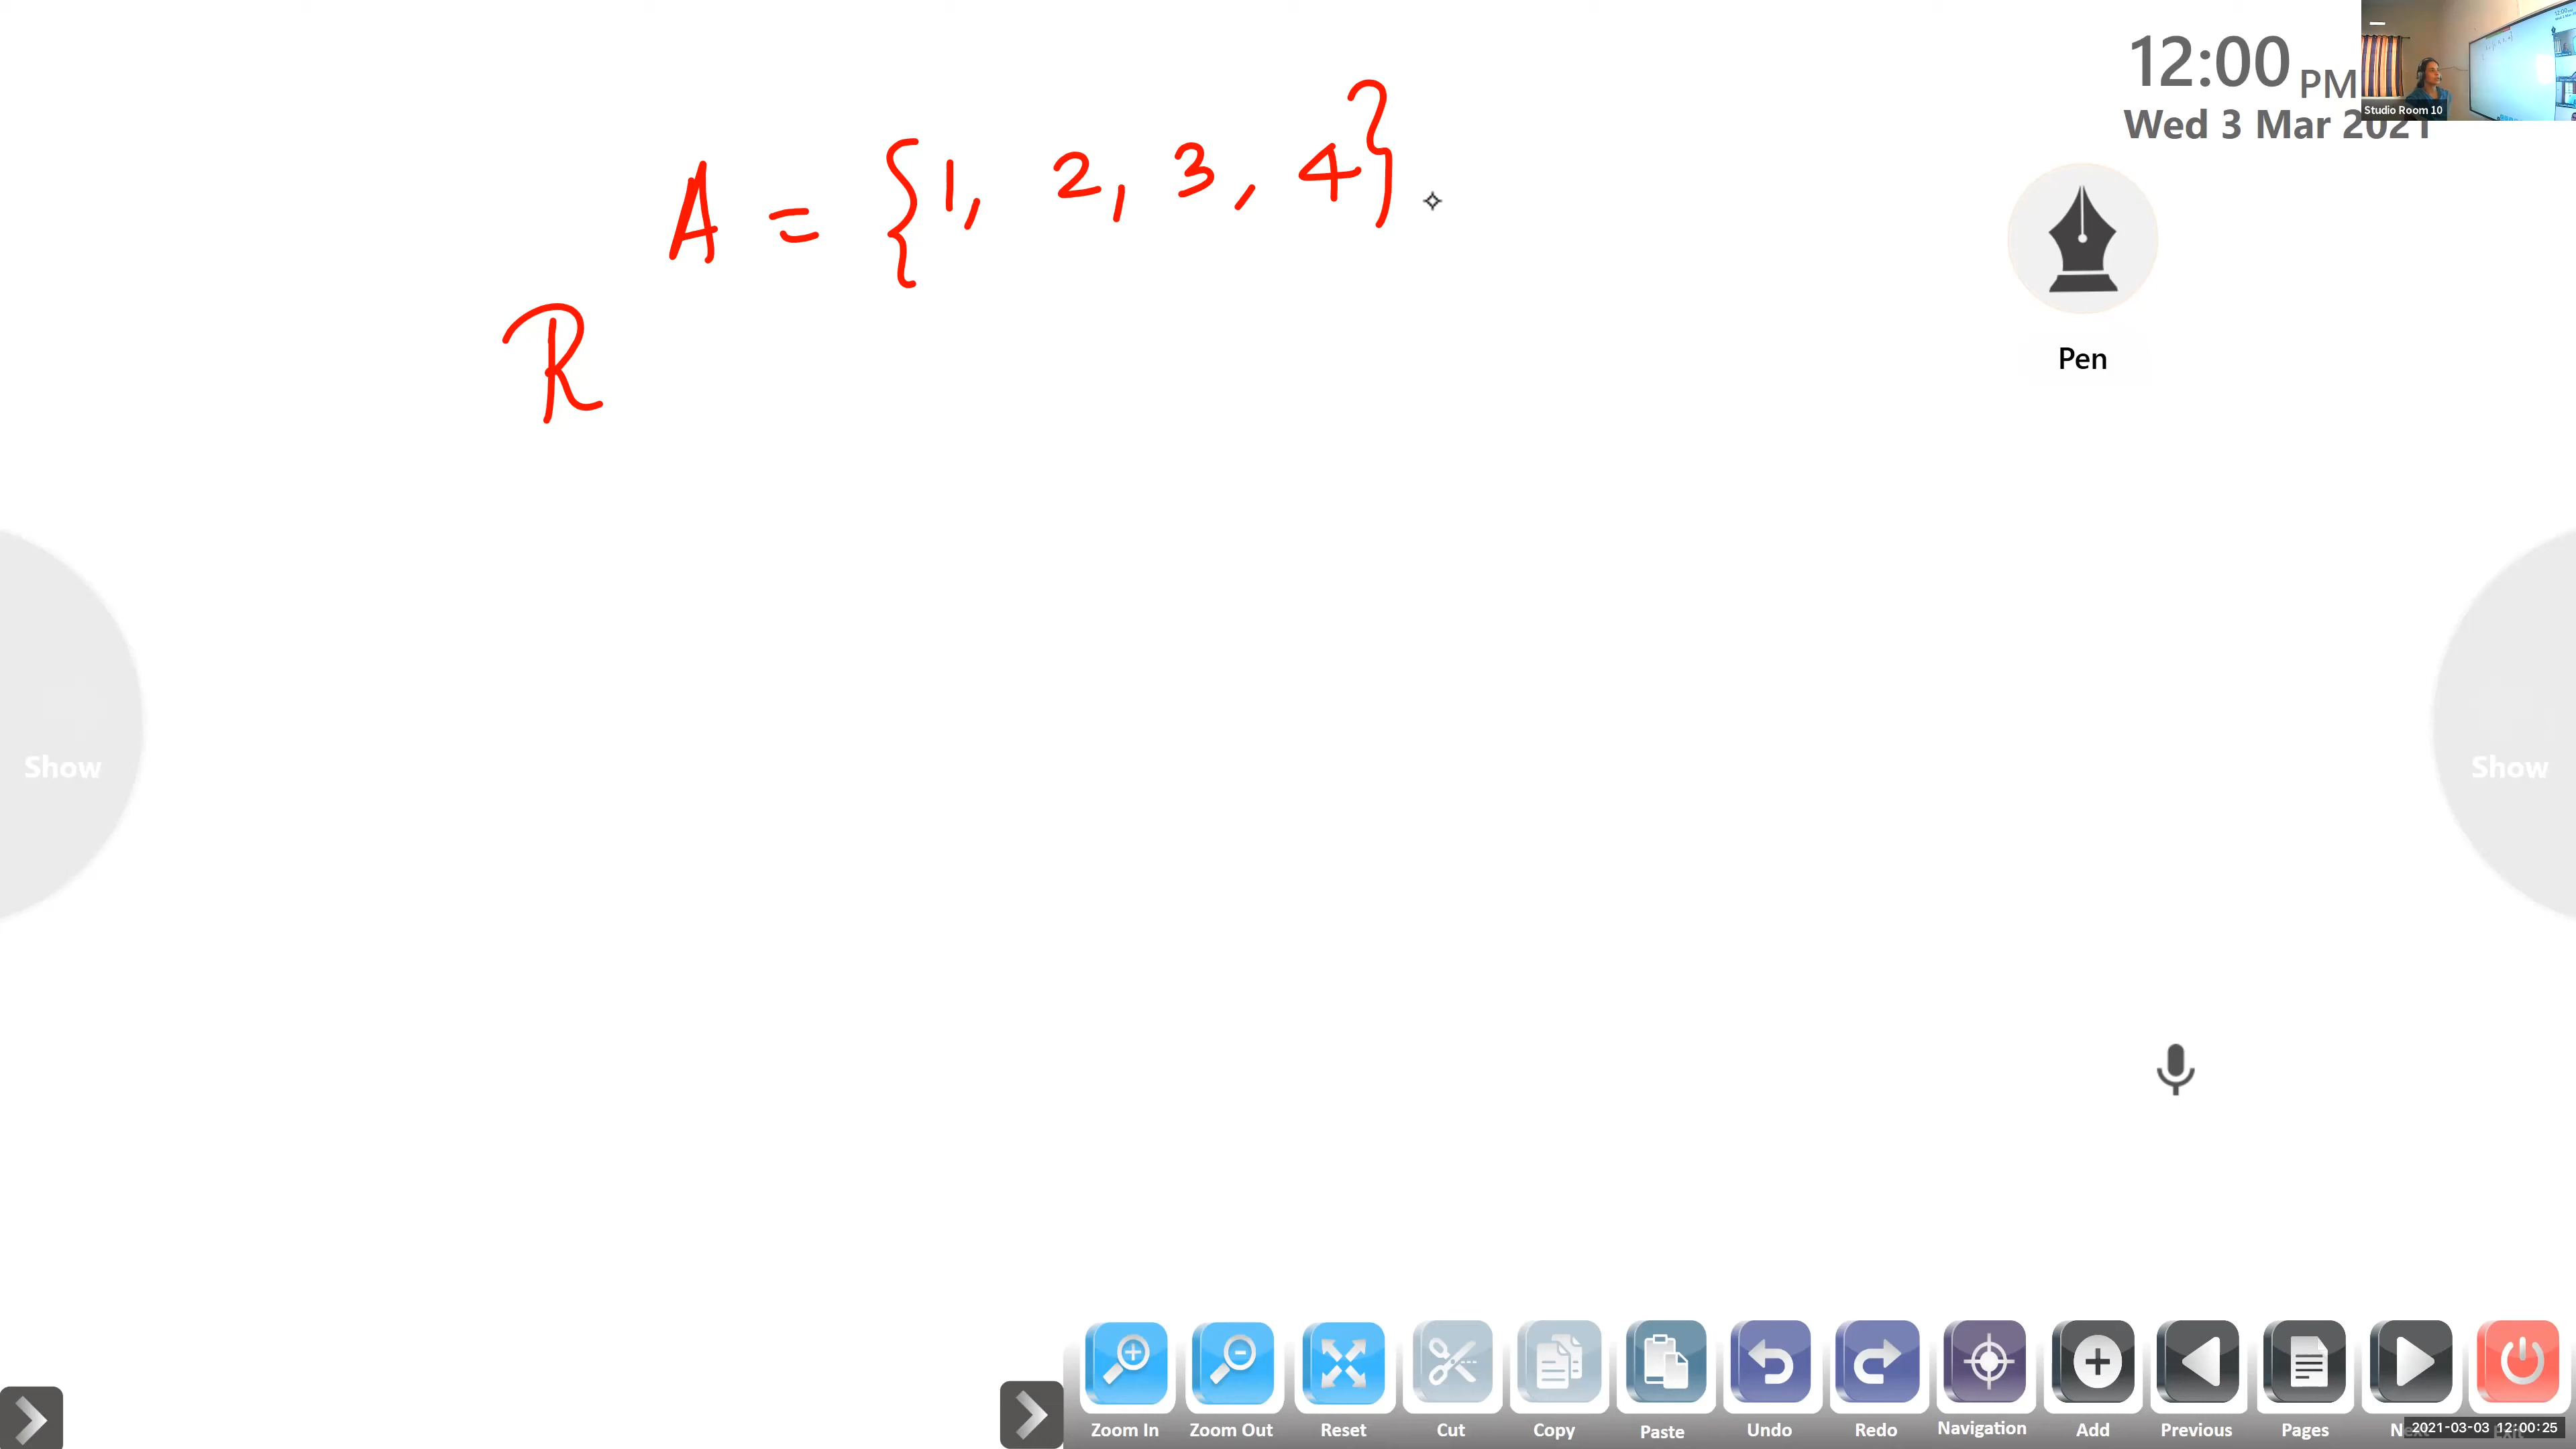 12:00 PM
Studio Room 10
Wed 3 Mar 2021
A = {1, 2, 3, 4}
R
Pen
Show
Show
Zoom In Zoom Out Reset Cut Copy Paste Undo Redo Navigation Add Previous Pages
2021-03-03 12:00:25